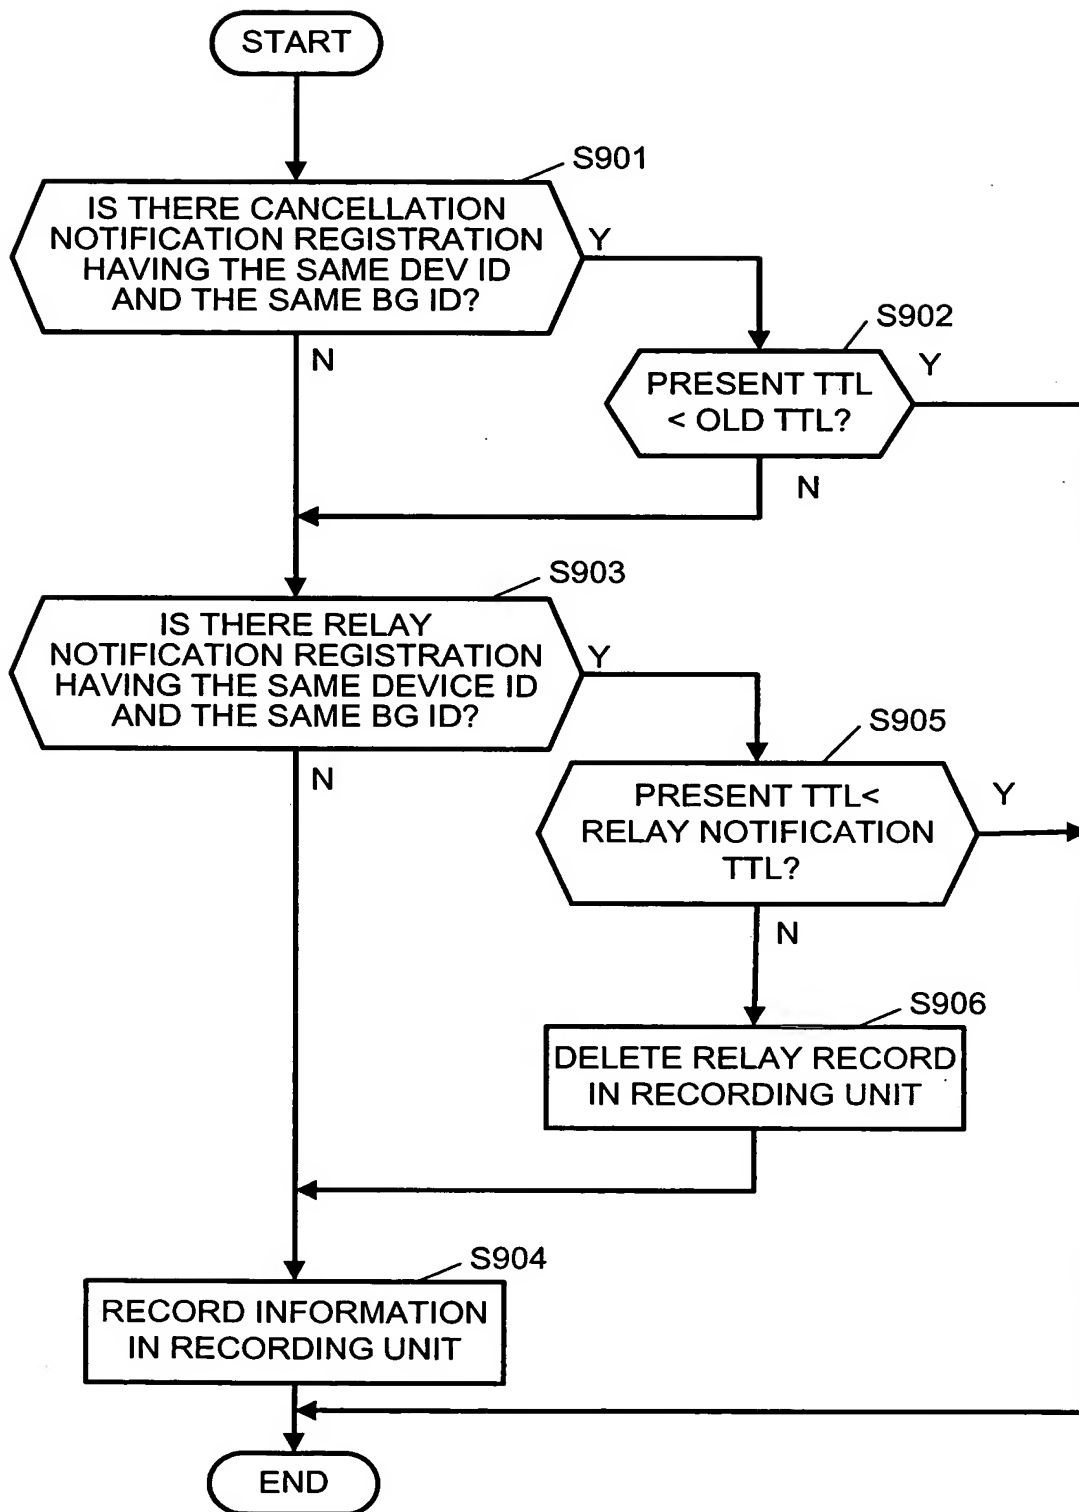 START
S901
IS THERE CANCELLATION
NOTIFICATION REGISTRATION
HAVING THE SAME DEV ID
AND THE SAME BG ID?
Y
N
S902
PRESENT TTL
< OLD TTL?
Y
N
S903
IS THERE RELAY
NOTIFICATION REGISTRATION
HAVING THE SAME DEVICE ID
AND THE SAME BG ID?
Y
N
S905
PRESENT TTL<
RELAY NOTIFICATION
TTL?
Y
N
S906
DELETE RELAY RECORD
IN RECORDING UNIT
S904
RECORD INFORMATION
IN RECORDING UNIT
END